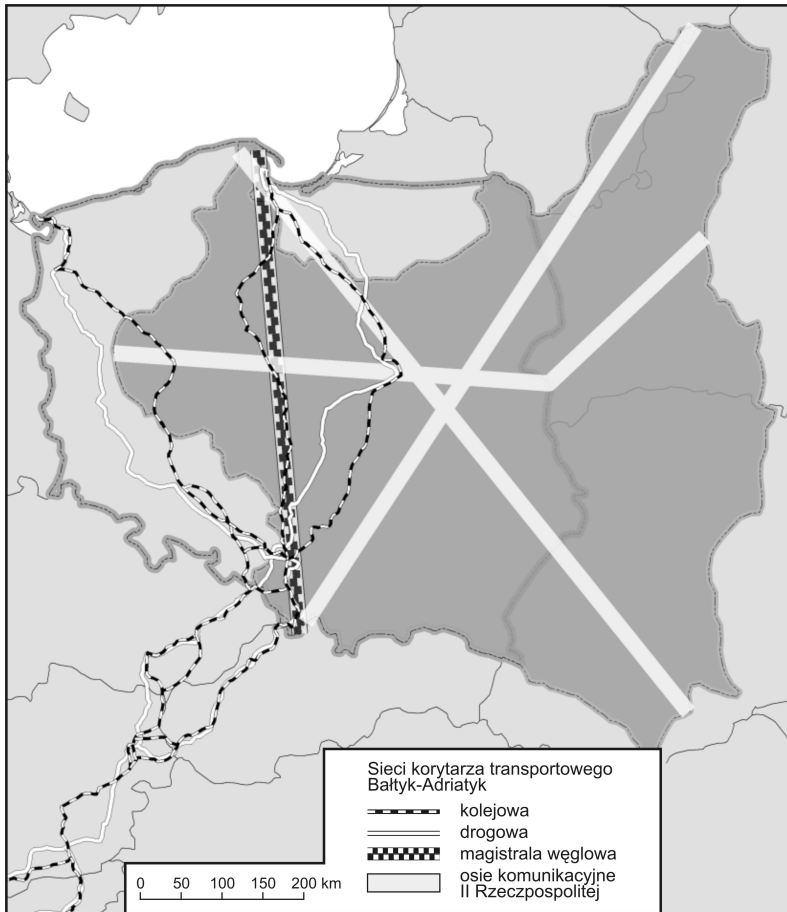 Sieci korytarza transportowego
Bałtyk-Adriatyk
kolejowa
drogowa
magistrala węglowa
osie komunikacyjne
II Rzeczpospolitej
0 50 100 150 200 km